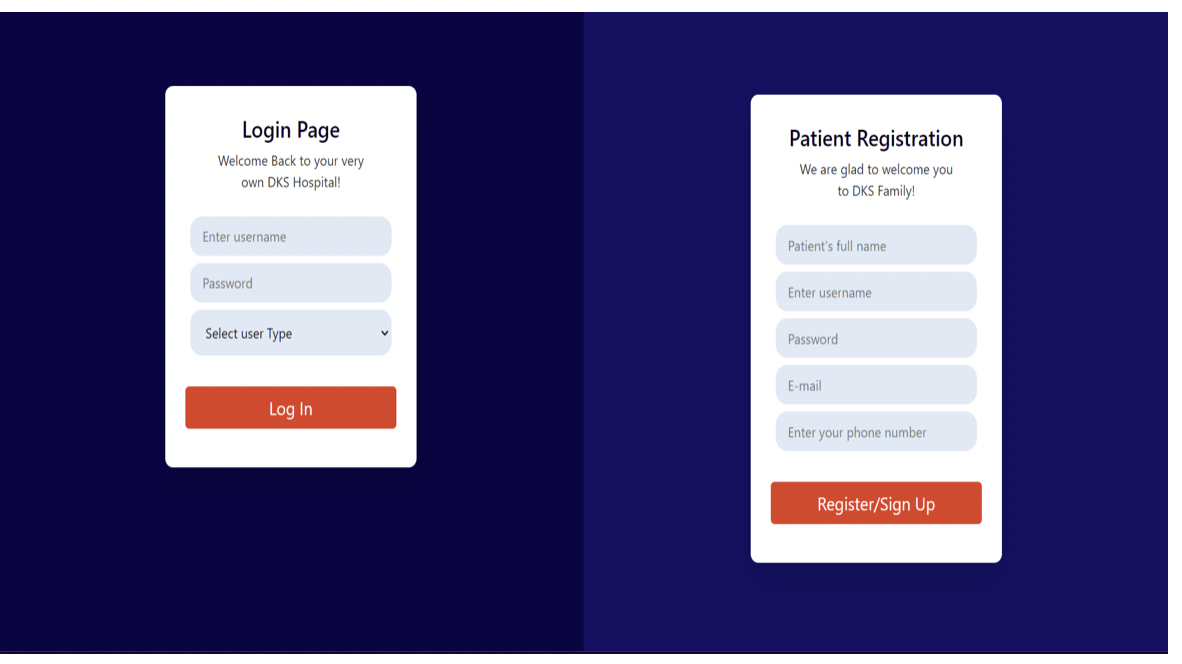 Login Page
Welcome Back to your very
own DKS Hospital!
Enter username
Password
Select user Type
Log In
Patient Registration
We are glad to welcome you
to DKS Family!
Patient's full name
Enter username
Password
E-mail
Enter your phone number
Register/Sign Up